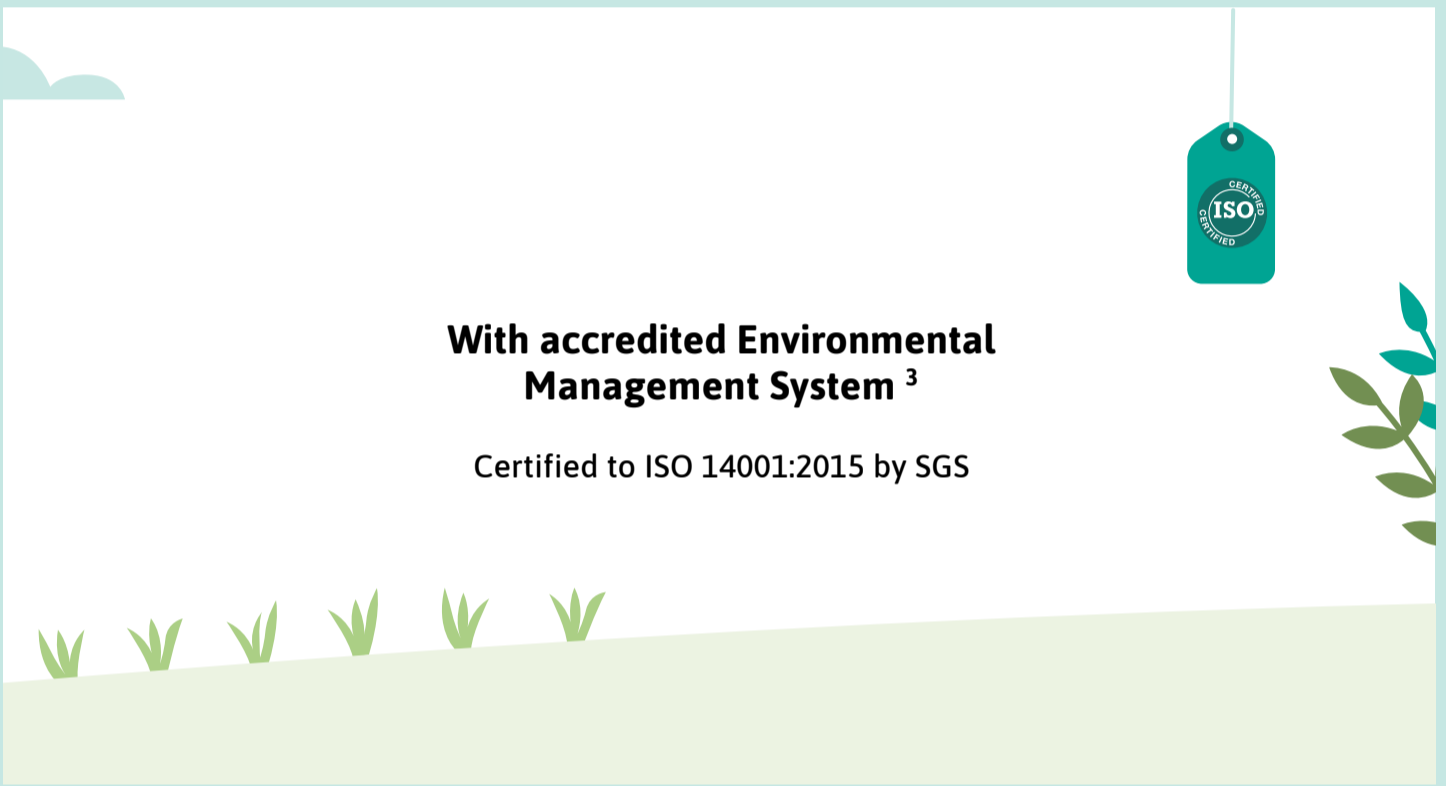 CERTIFIED
ISO
CERTIFIED
With accredited Environmental
Management System ³
Certified to ISO 14001:2015 by SGS